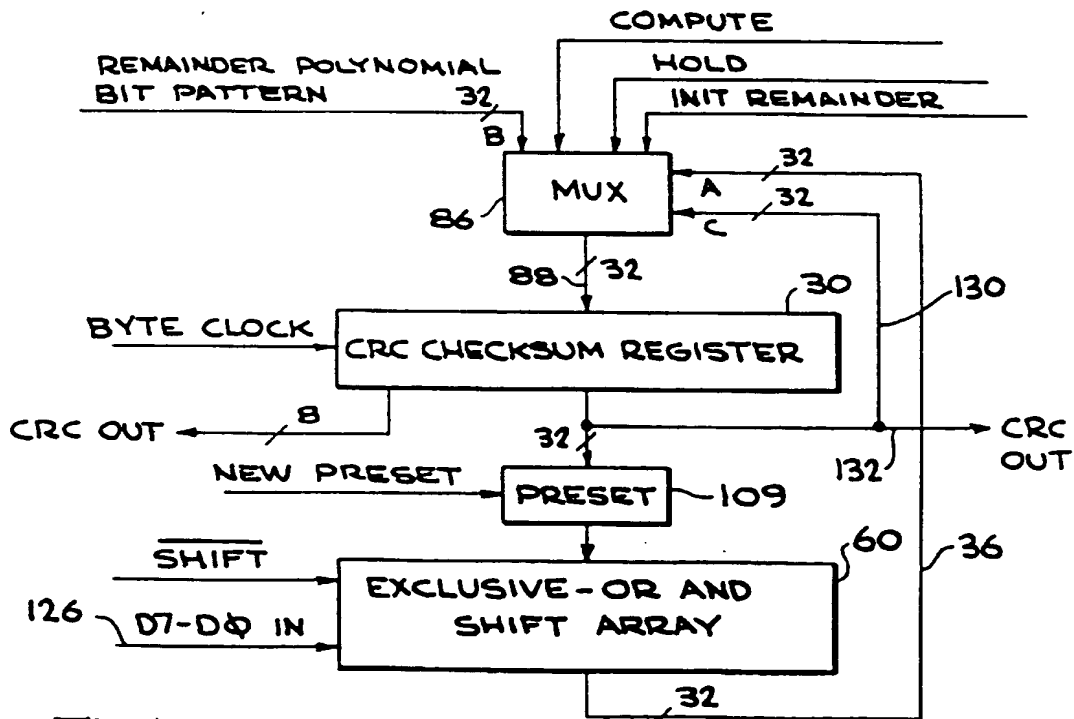 COMPUTE
REMAINDER POLYNOMIAL
BIT PATTERN
32
B
HOLD
INIT REMAINDER
MUX
86
A
32
C
32
88
32
30
130
BYTE CLOCK
CRC CHECKSUM REGISTER
CRC OUT
8
32
132
CRC
OUT
NEW PRESET
PRESET
109
SHIFT
60
36
126
D7-DΦ IN
EXCLUSIVE-OR AND
SHIFT ARRAY
32